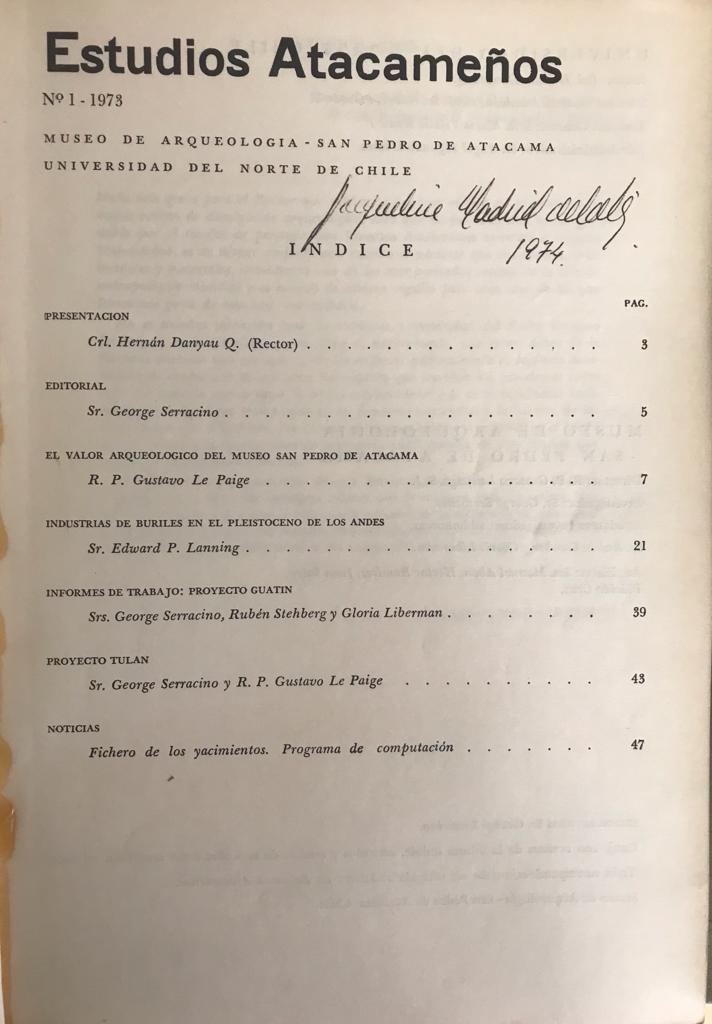 Estudios Atacameños
Nº 1 - 1973
MUSEO DE ARQUEOLOGIA - SAN PEDRO DE ATACAMA
UNIVERSIDAD DEL NORTE DE CHILE
Jacqueline Madrid
1974.
INDICE
PAG.
PRESENTACION
Crl. Hernán Danyau Q. (Rector) . . . . . . . . . . . . . . 3
EDITORIAL
Sr. George Serracino . . . . . . . . . . . . . . . . . . 5
EL VALOR ARQUEOLOGICO DEL MUSEO SAN PEDRO DE ATACAMA
R. P. Gustavo Le Paige . . . . . . . . . . . . . . . . 7
INDUSTRIAS DE BURILES EN EL PLEISTOCENO DE LOS ANDES
Sr. Edward P. Lanning . . . . . . . . . . . . . . . . . 21
INFORMES DE TRABAJO: PROYECTO GUATIN
Srs. George Serracino, Rubén Stehberg y Gloria Liberman . . . . . . . . 39
PROYECTO TULAN
Sr. George Serracino y R. P. Gustavo Le Paige . . . . . . . . . . 43
NOTICIAS
Fichero de los yacimientos. Programa de computación . . . . . . . 47